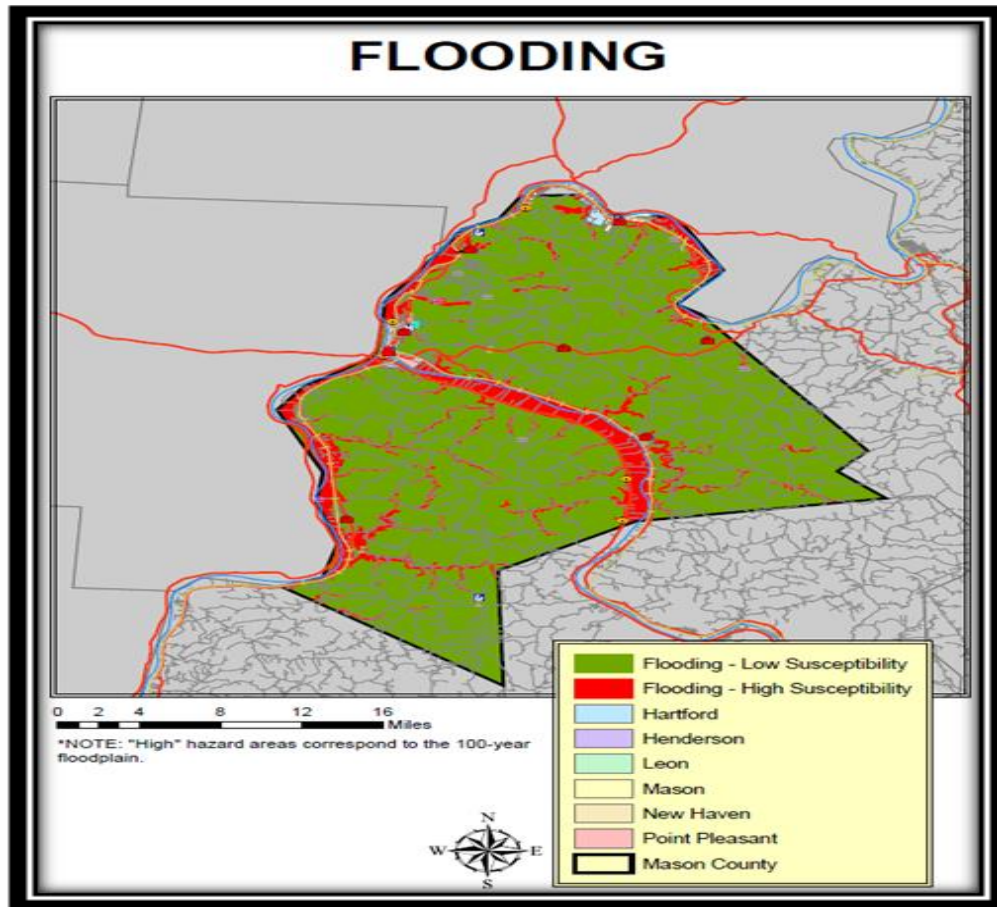 FLOODING
Flooding - Low Susceptibility
Flooding - High Susceptibility
Hartford
Henderson
Leon
Mason
New Haven
Point Pleasant
Mason County
0 2 4 8 12 16
Miles
*NOTE: "High" hazard areas correspond to the 100-year
floodplain.
N
W E
S